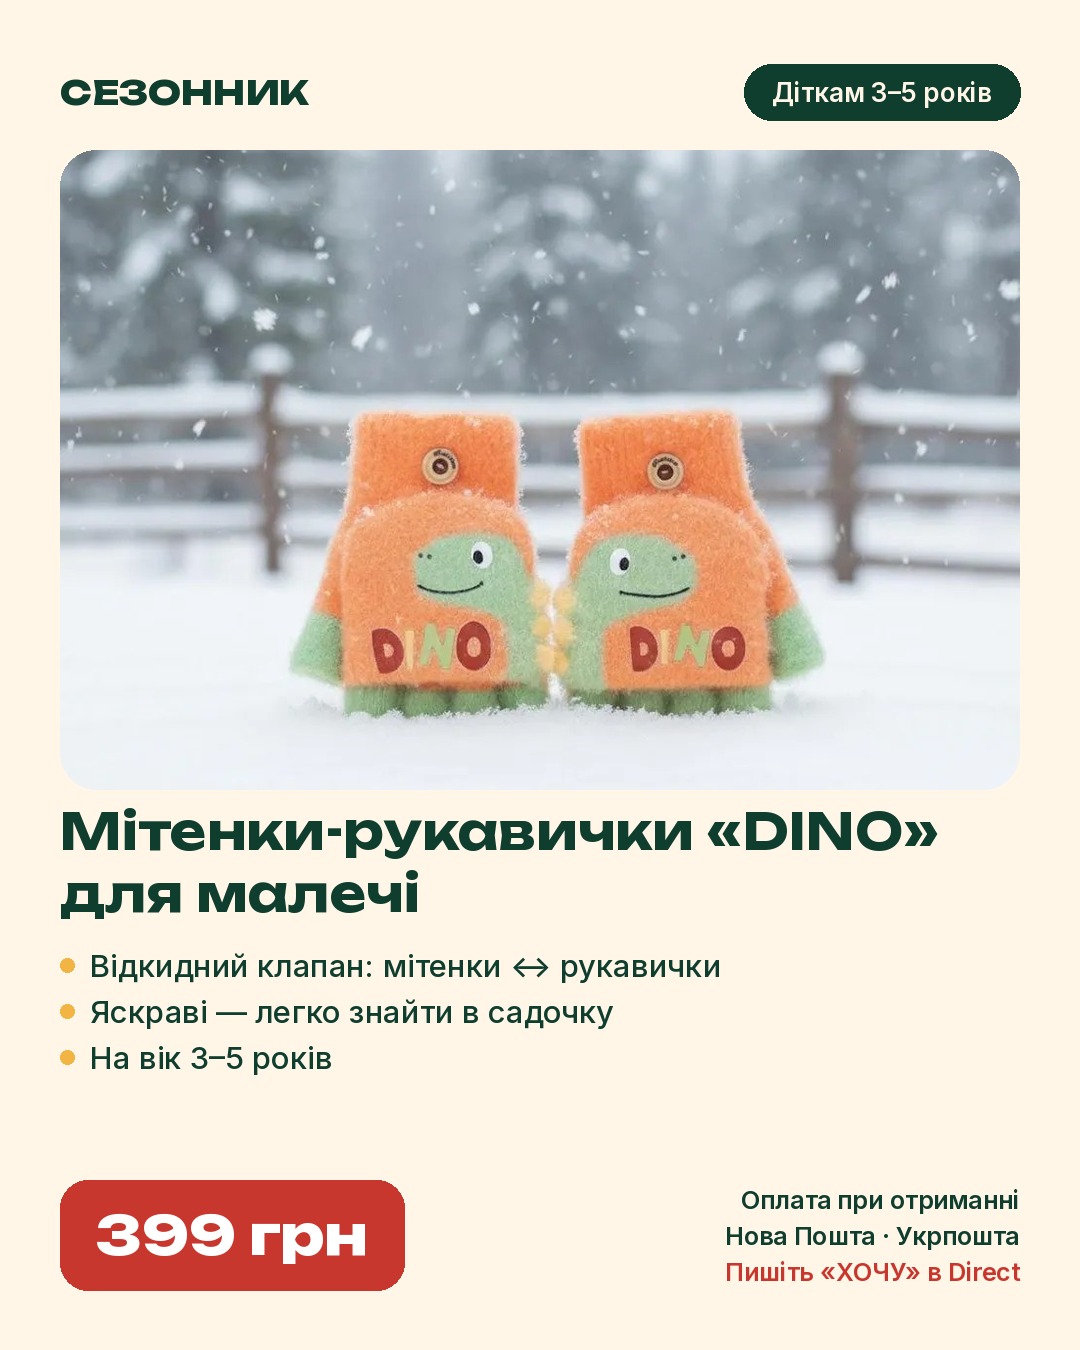 СЕЗОННИК
Діткам 3–5 років
DINO
DINO
Мітенки-рукавички «DINO»
для малечі
Відкидний клапан: мітенки ↔ рукавички
Яскраві — легко знайти в садочку
На вік 3–5 років
399 грн
Оплата при отриманні
Нова Пошта · Укрпошта
Пишіть «ХОЧУ» в Direct